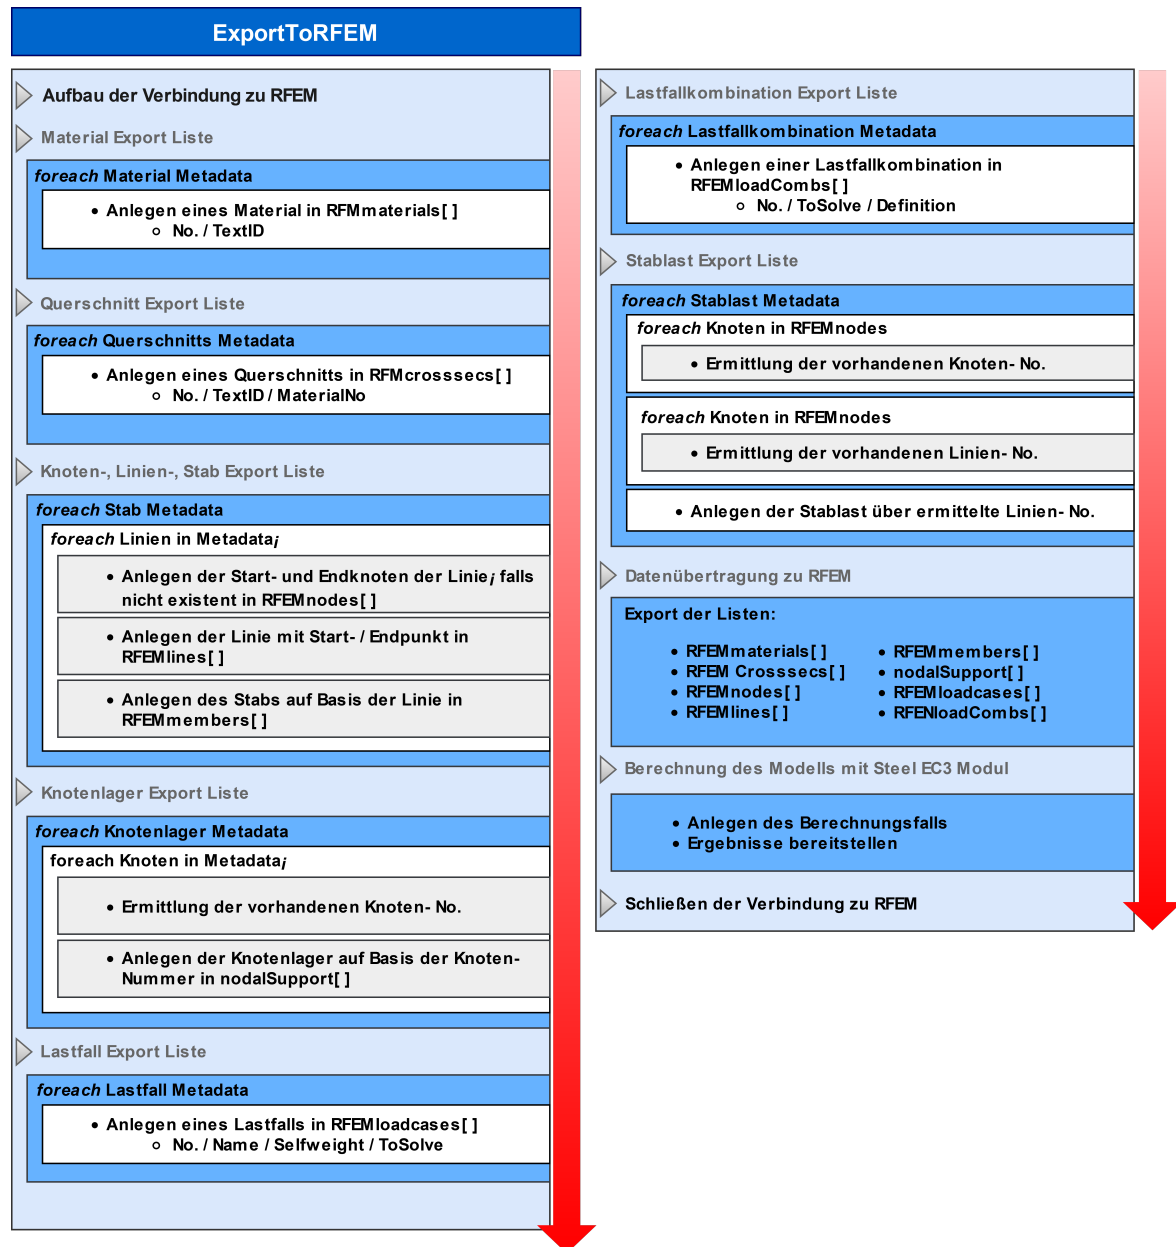 ExportToRFEM
Aufbau der Verbindung zu RFEM
Material Export Liste
foreach Material Metadata
• Anlegen eines Material in RFMmaterials[ ]
○ No. / TextID
Querschnitt Export Liste
foreach Querschnitts Metadata
• Anlegen eines Querschnitts in RFMcrosssecs[ ]
○ No. / TextID / MaterialNo
Knoten-, Linien-, Stab Export Liste
foreach Stab Metadata
foreach Linien in Metadata¡
• Anlegen der Start- und Endknoten der Linie¡ falls
nicht existent in RFEMnodes[ ]
• Anlegen der Linie mit Start- / Endpunkt in
RFEMlines[ ]
• Anlegen des Stabs auf Basis der Linie in
RFEMmembers[ ]
Knotenlager Export Liste
foreach Knotenlager Metadata
foreach Knoten in Metadata¡
• Ermittlung der vorhandenen Knoten- No.
• Anlegen der Knotenlager auf Basis der Knoten-
Nummer in nodalSupport[ ]
Lastfall Export Liste
foreach Lastfall Metadata
• Anlegen eines Lastfalls in RFEMloadcases[ ]
○ No. / Name / Selfweight / ToSolve
Lastfallkombination Export Liste
foreach Lastfallkombination Metadata
• Anlegen einer Lastfallkombination in
RFEMloadCombs[ ]
○ No. / ToSolve / Definition
Stablast Export Liste
foreach Stablast Metadata
foreach Knoten in RFEMnodes
• Ermittlung der vorhandenen Knoten- No.
foreach Knoten in RFEMnodes
• Ermittlung der vorhandenen Linien- No.
• Anlegen der Stablast über ermittelte Linien- No.
Datenübertragung zu RFEM
Export der Listen:
• RFEMmaterials[ ]
• RFEM Crosssecs[ ]
• RFEMnodes[ ]
• RFEMlines[ ]
• RFEMmembers[ ]
• nodalSupport[ ]
• RFEMloadcases[ ]
• RFENloadCombs[ ]
Berechnung des Modells mit Steel EC3 Modul
• Anlegen des Berechnungsfalls
• Ergebnisse bereitstellen
Schließen der Verbindung zu RFEM